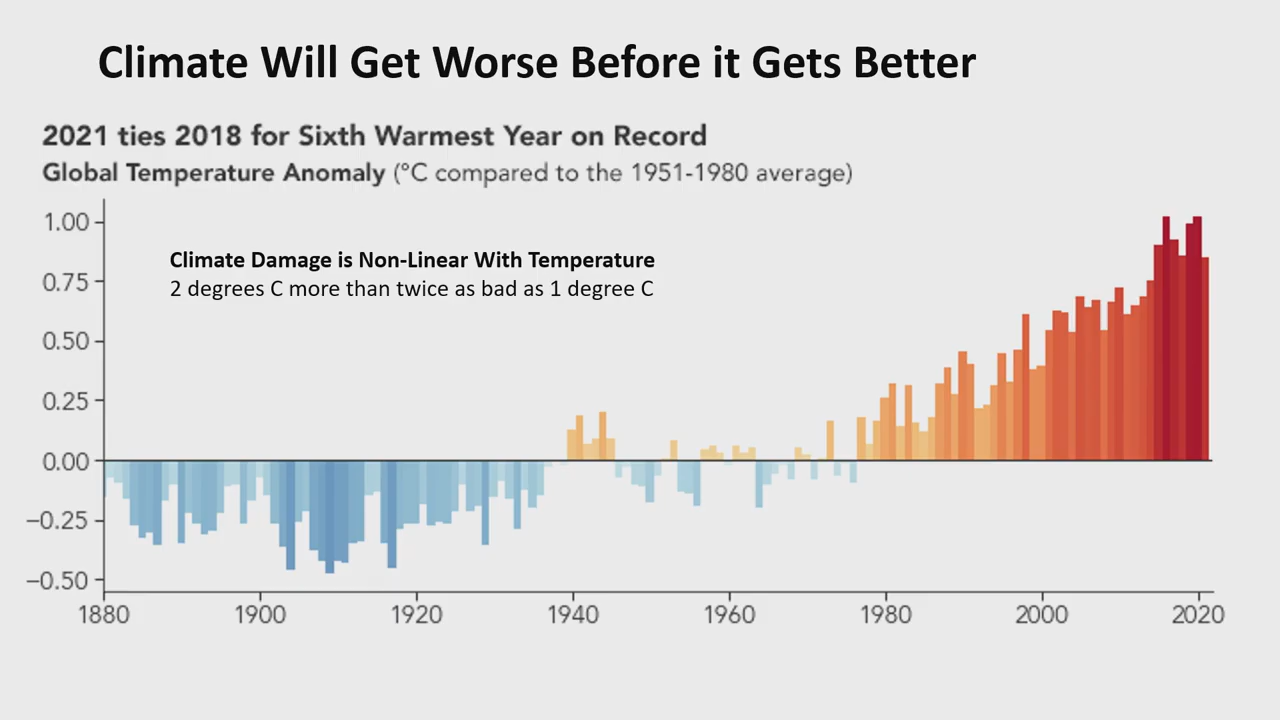 Climate Will Get Worse Before it Gets Better
2021 ties 2018 for Sixth Warmest Year on Record
Global Temperature Anomaly (°C compared to the 1951-1980 average)
1.00
Climate Damage is Non-Linear With Temperature
0.75
2 degrees C more than twice as bad as 1 degree C
0.50
0.25
0.00
−0.25
−0.50
1880 1900 1920 1940 1960 1980 2000 2020